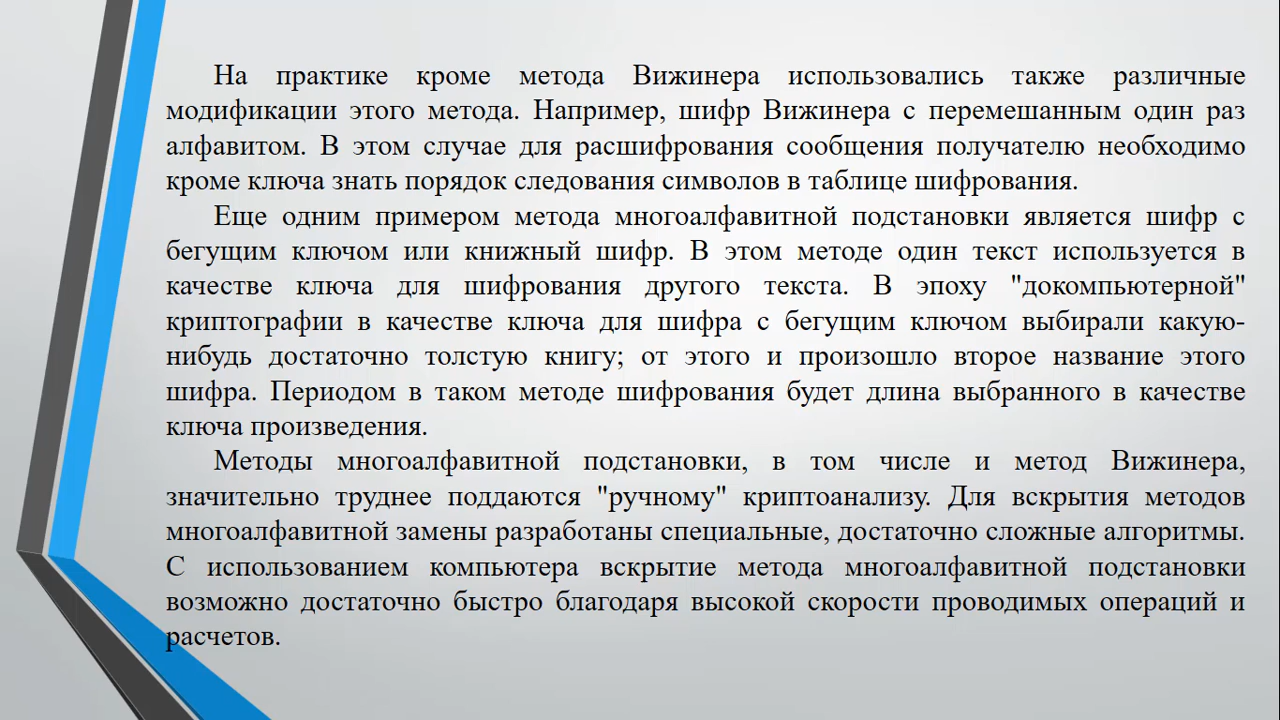 На практике кроме метода Вижинера использовались также различные
модификации этого метода. Например, шифр Вижинера с перемешанным один раз
алфавитом. В этом случае для расшифрования сообщения получателю необходимо
кроме ключа знать порядок следования символов в таблице шифрования.
Еще одним примером метода многоалфавитной подстановки является шифр с
бегущим ключом или книжный шифр. В этом методе один текст используется в
качестве ключа для шифрования другого текста. В эпоху "докомпьютерной"
криптографии в качестве ключа для шифра с бегущим ключом выбирали какую-
нибудь достаточно толстую книгу; от этого и произошло второе название этого
шифра. Периодом в таком методе шифрования будет длина выбранного в качестве
ключа произведения.
Методы многоалфавитной подстановки, в том числе и метод Вижинера,
значительно труднее поддаются "ручному" криптоанализу. Для вскрытия методов
многоалфавитной замены разработаны специальные, достаточно сложные алгоритмы.
С использованием компьютера вскрытие метода многоалфавитной подстановки
возможно достаточно быстро благодаря высокой скорости проводимых операций и
расчетов.